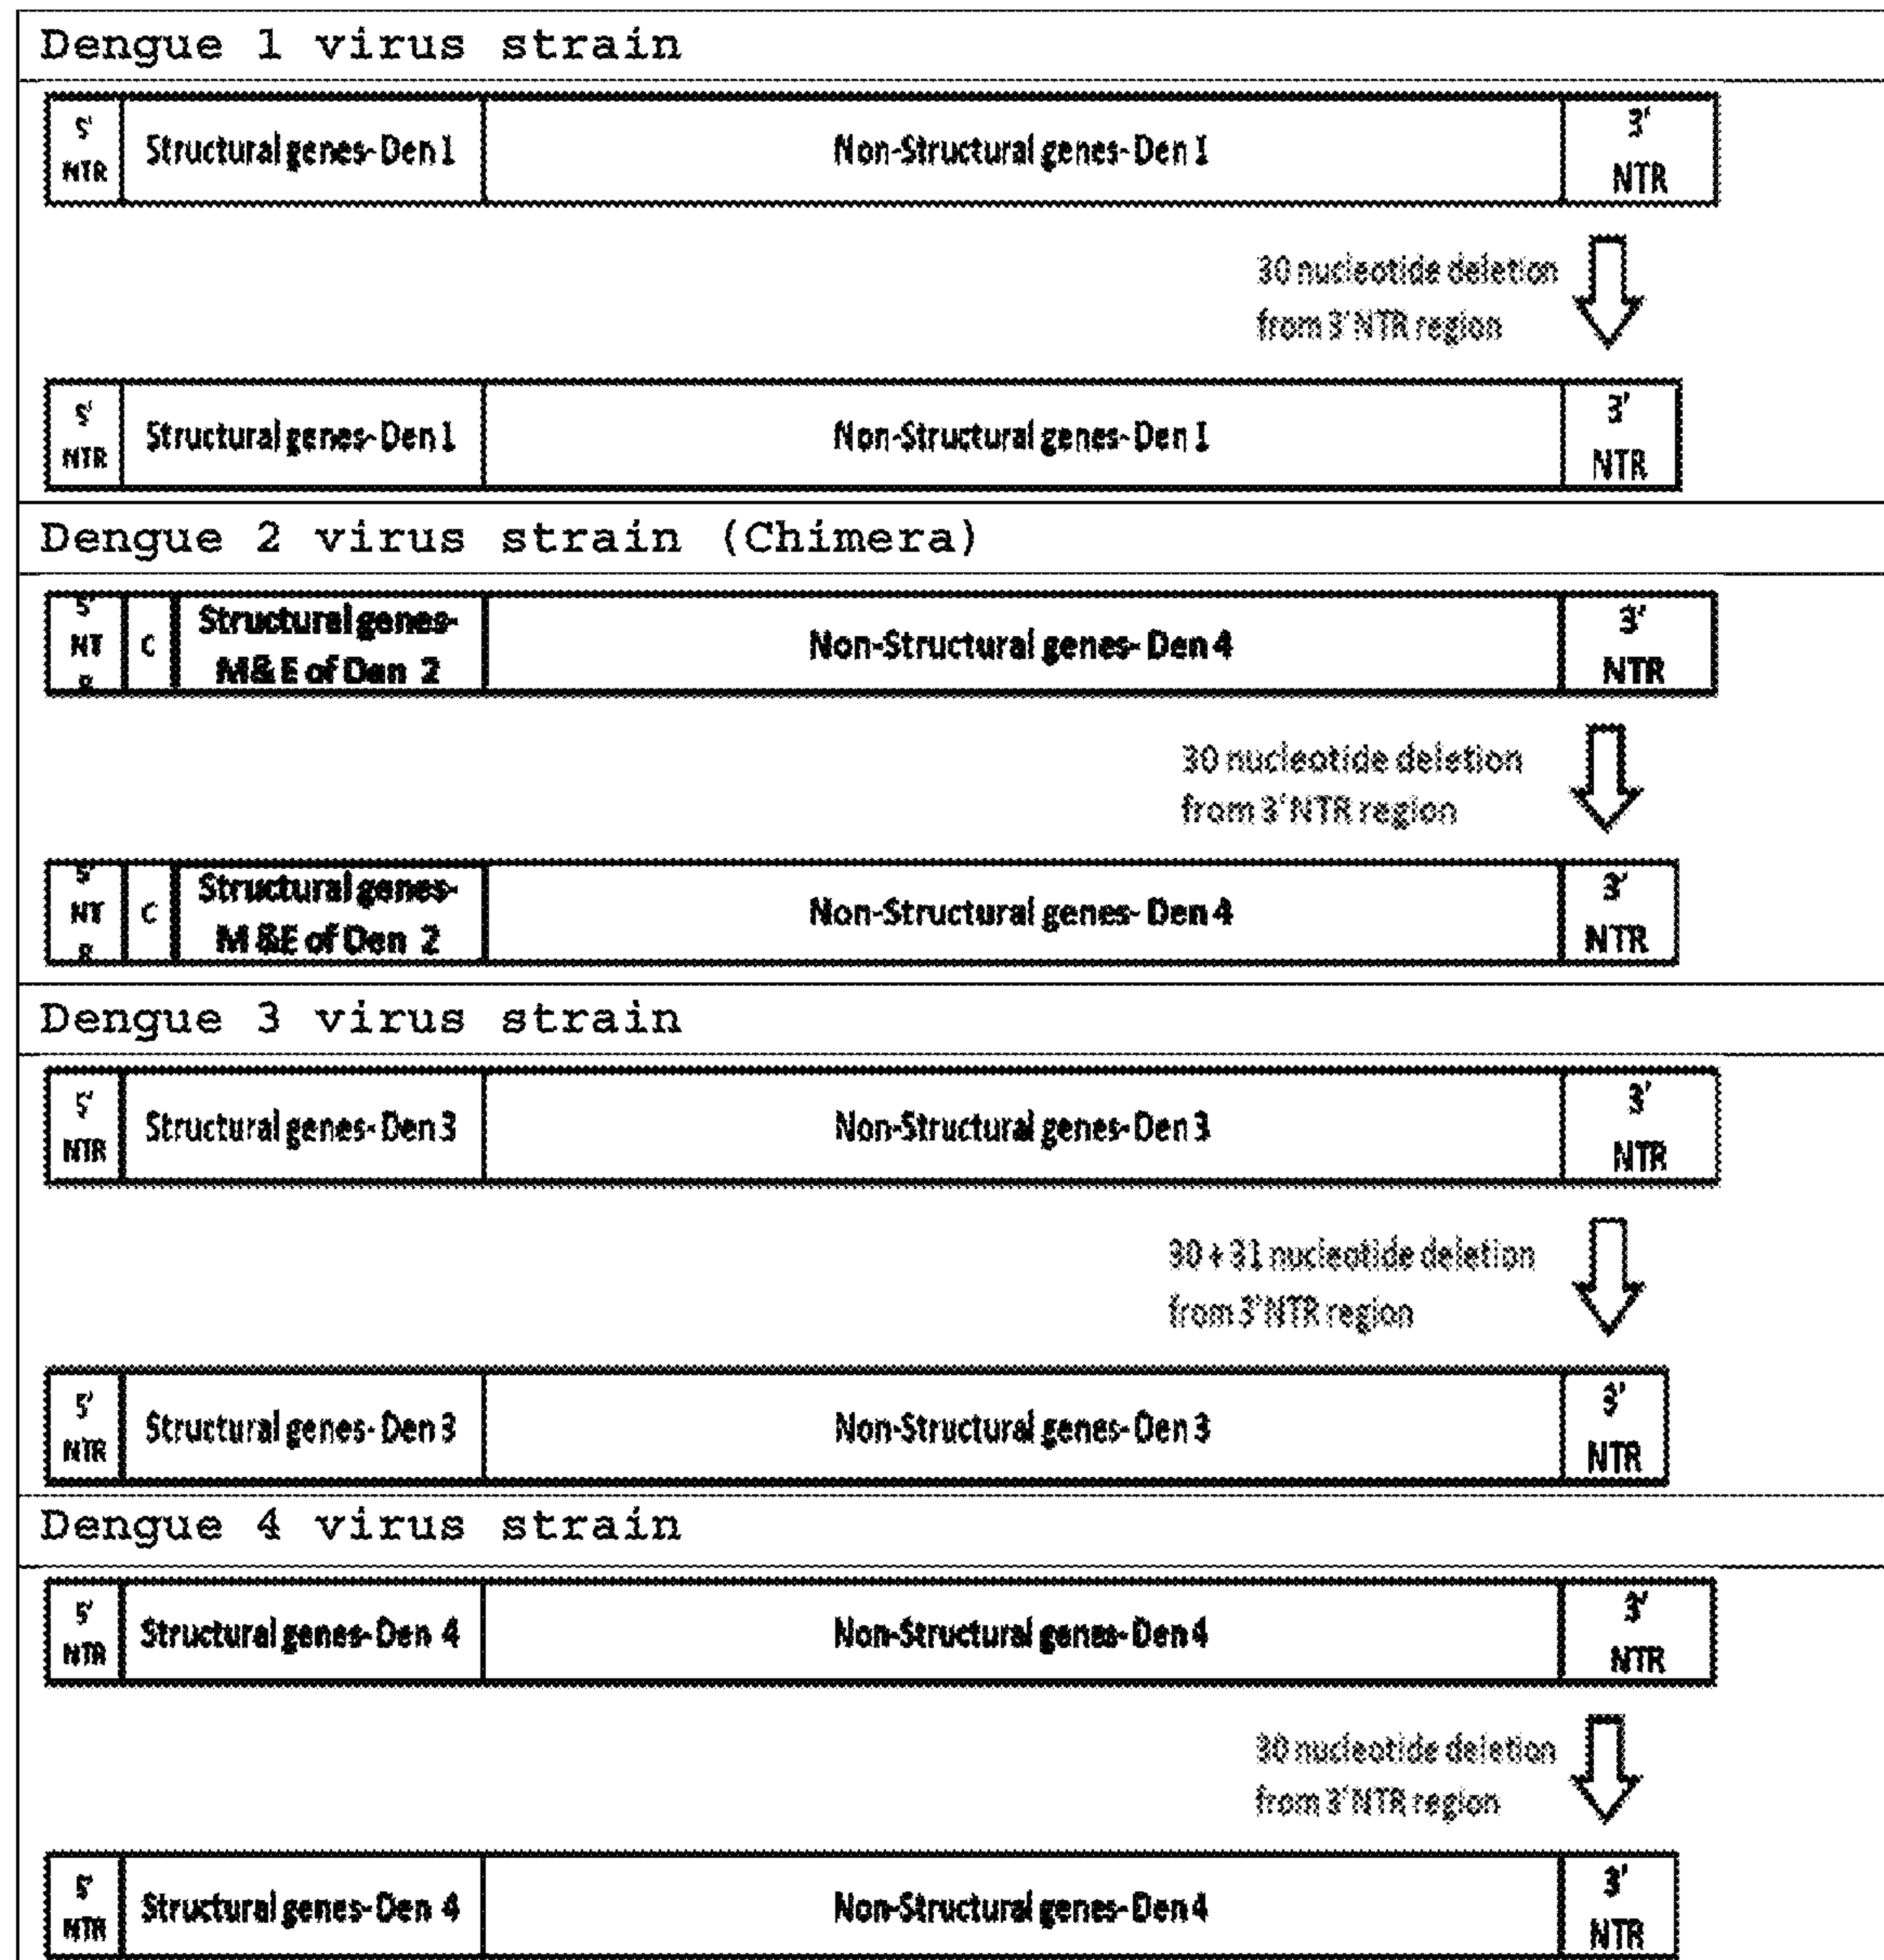 Dengue 1 virus strain
5'
NTR
Structural genes- Den 1
Non-Structural genes- Den 1
3'
NTR
30 nucleotide deletion
from 3' NTR region
5'
NTR
Structural genes- Den 1
Non-Structural genes- Den 1
3'
NTR
Dengue 2 virus strain (Chimera)
5'
NT
R
C
Structural genes-
M & E of Den 2
Non-Structural genes- Den 4
3'
NTR
30 nucleotide deletion
from 3' NTR region
5'
NT
R
C
Structural genes-
M & E of Den 2
Non-Structural genes- Den 4
3'
NTR
Dengue 3 virus strain
5'
NTR
Structural genes- Den 3
Non-Structural genes- Den 3
3'
NTR
30 + 31 nucleotide deletion
from 3' NTR region
5'
NTR
Structural genes- Den 3
Non-Structural genes- Den 3
3'
NTR
Dengue 4 virus strain
5'
NTR
Structural genes- Den 4
Non-Structural genes- Den 4
3'
NTR
30 nucleotide deletion
from 3' NTR region
5'
NTR
Structural genes- Den 4
Non-Structural genes- Den 4
3'
NTR